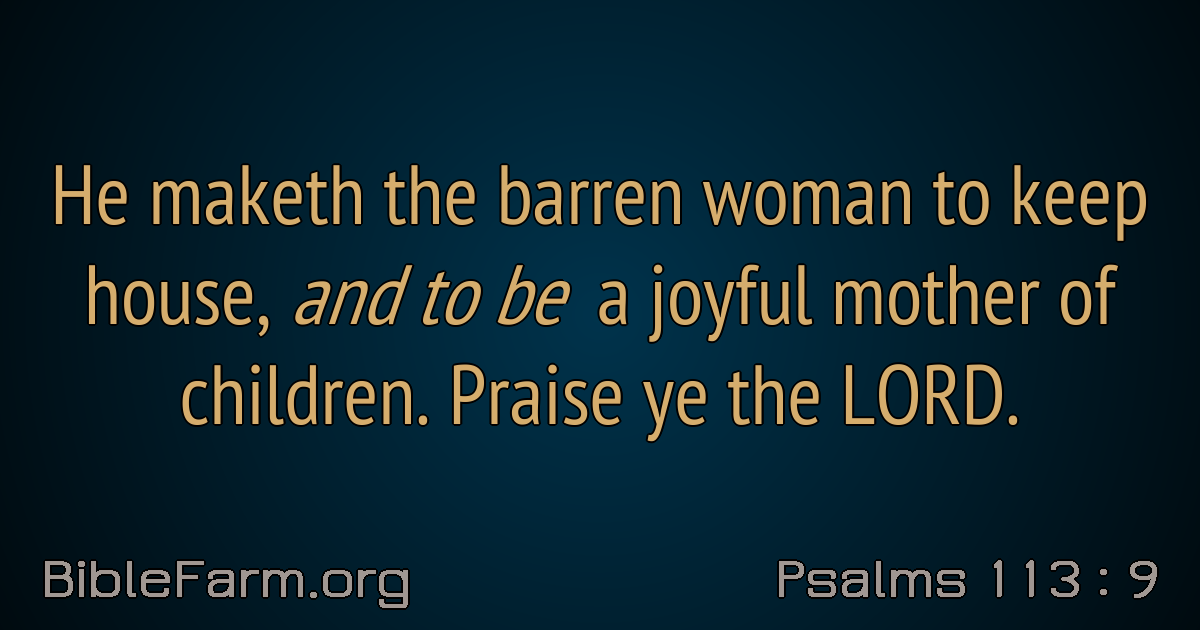 He maketh the barren woman to keep
house, and to be a joyful mother of
children. Praise ye the LORD.
BibleFarm.org
Psalms 113 : 9